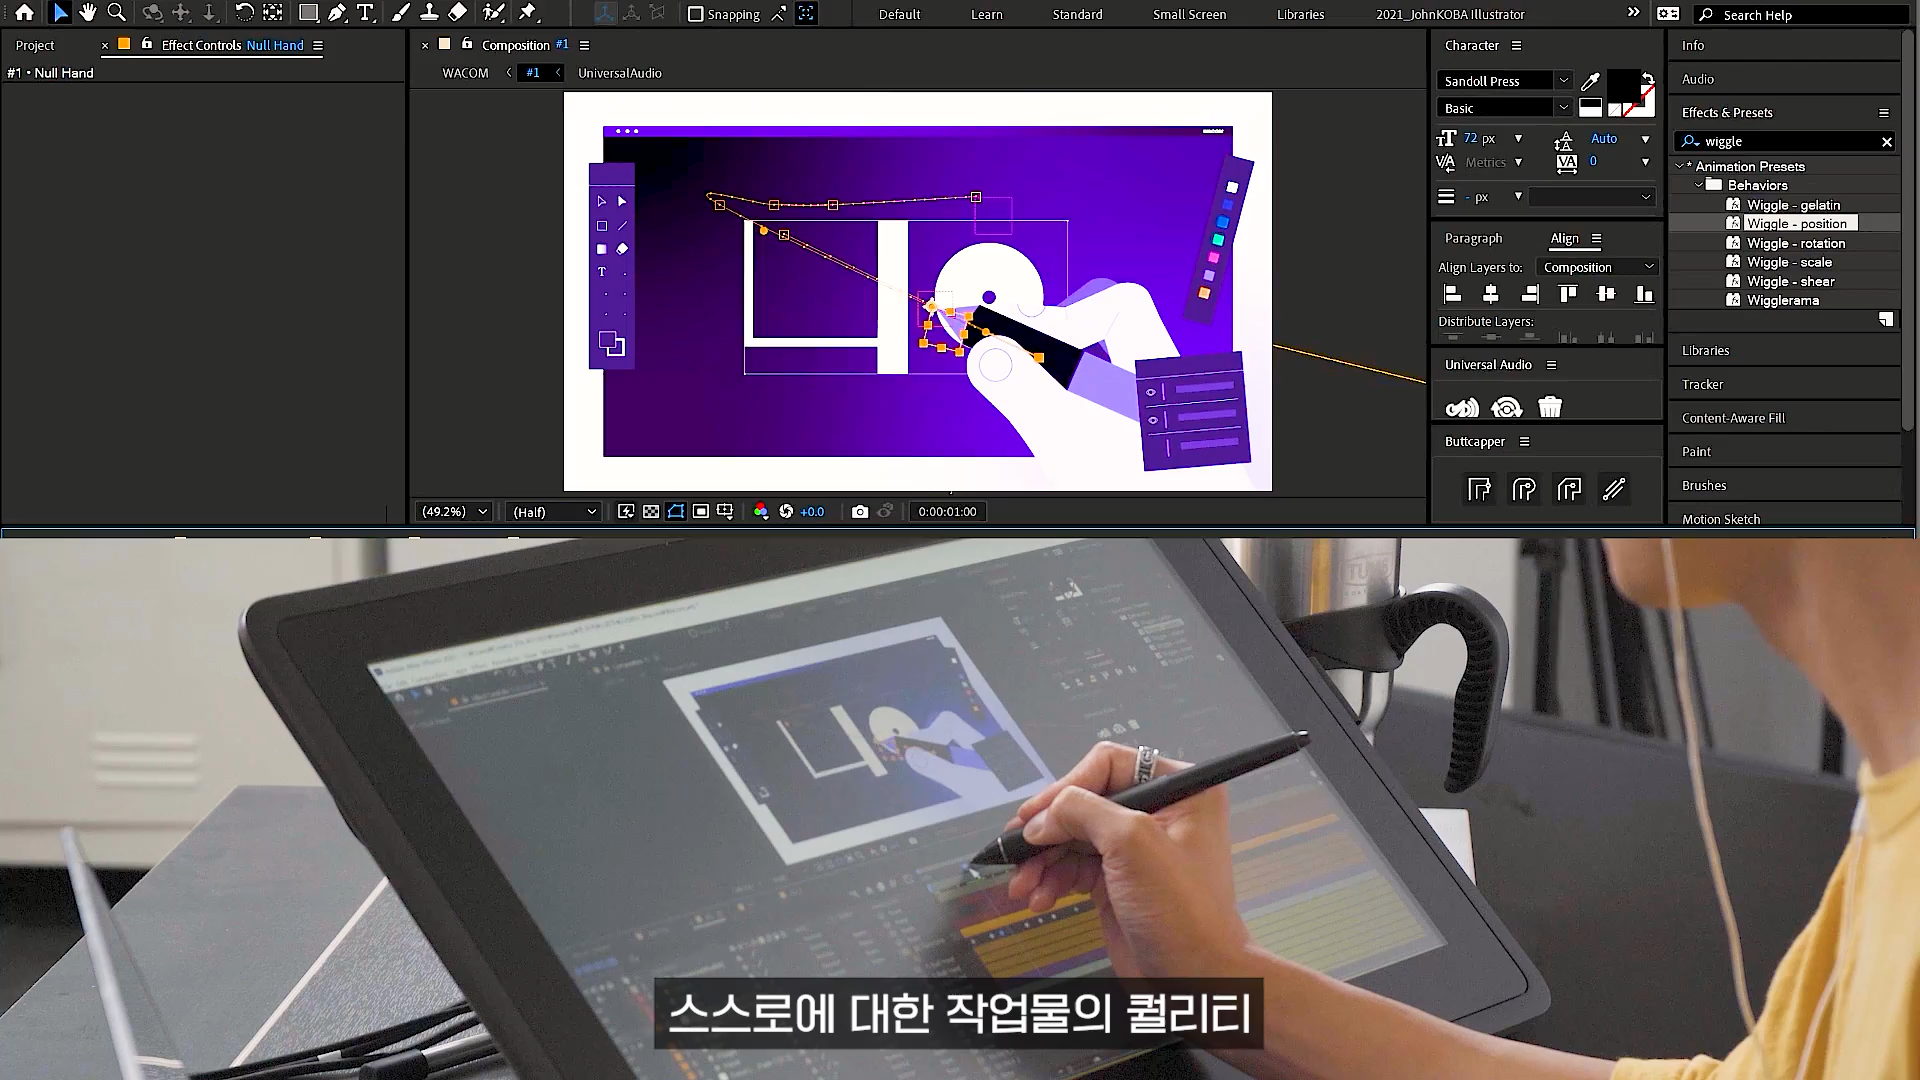 Snapping
Default
Learn
Standard
Small Screen
Libraries
2021_JohnKOBA Illustrator
Search Help
Project
Effect Controls Null Hand
Composition #1
Character
Info
#1 • Null Hand
WACOM
#1
UniversalAudio
Sandoll Press
Audio
Basic
Effects & Presets
72 px
Auto
wiggle
Metrics
0
* Animation Presets
Behaviors
- px
Wiggle - gelatin
Wiggle - position
Paragraph
Align
Wiggle - rotation
Align Layers to:
Composition
Wiggle - scale
Wiggle - shear
Wigglerama
Distribute Layers:
Libraries
Universal Audio
Tracker
Content-Aware Fill
Buttcapper
Paint
Brushes
(49.2%)
(Half)
+0.0
0:00:01:00
Motion Sketch
스스로에 대한 작업물의 퀄리티